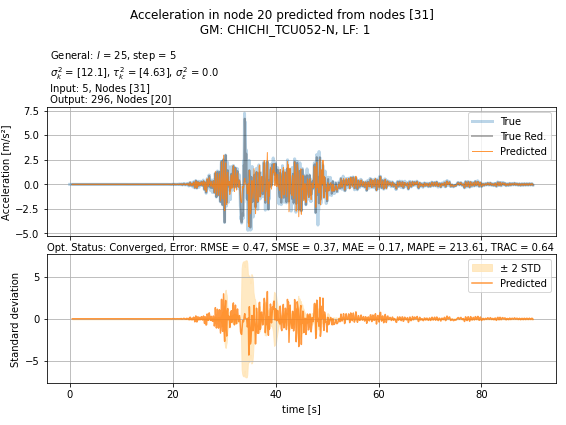 Acceleration in node 20 predicted from nodes [31]
GM: CHICHI_TCU052-N, LF: 1
General: l = 25, step = 5
σ²ₖ = [12.1], τ²ₖ = [4.63], σ²ε = 0.0
Input: 5, Nodes [31]
Output: 296, Nodes [20]
Acceleration [m/s²]
7.5
5.0
2.5
0.0
−2.5
−5.0
True
True Red.
Predicted
Opt. Status: Converged, Error: RMSE = 0.47, SMSE = 0.37, MAE = 0.17, MAPE = 213.61, TRAC = 0.64
Standard deviation
5
0
−5
± 2 STD
Predicted
0 20 40 60 80
time [s]